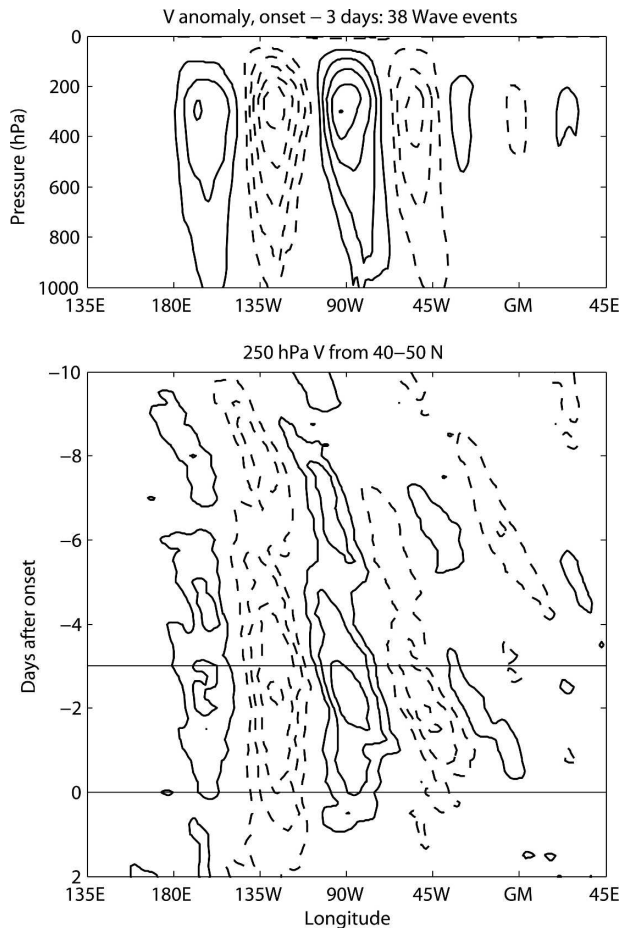 V anomaly, onset – 3 days: 38 Wave events
0
200
400
600
800
1000
Pressure (hPa)
135E 180E 135W 90W 45W GM 45E
250 hPa V from 40–50 N
−10
−8
−6
−4
−2
0
2
Days after onset
135E 180E 135W 90W 45W GM 45E
Longitude